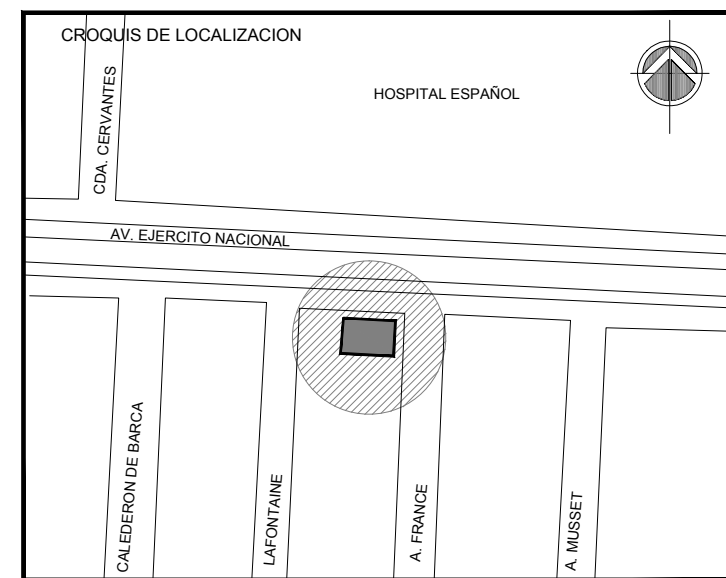 CROQUIS DE LOCALIZACION
HOSPITAL ESPAÑOL
CDA. CERVANTES
AV. EJERCITO NACIONAL
CALEDERON DE BARCA
LAFONTAINE
A. FRANCE
A. MUSSET